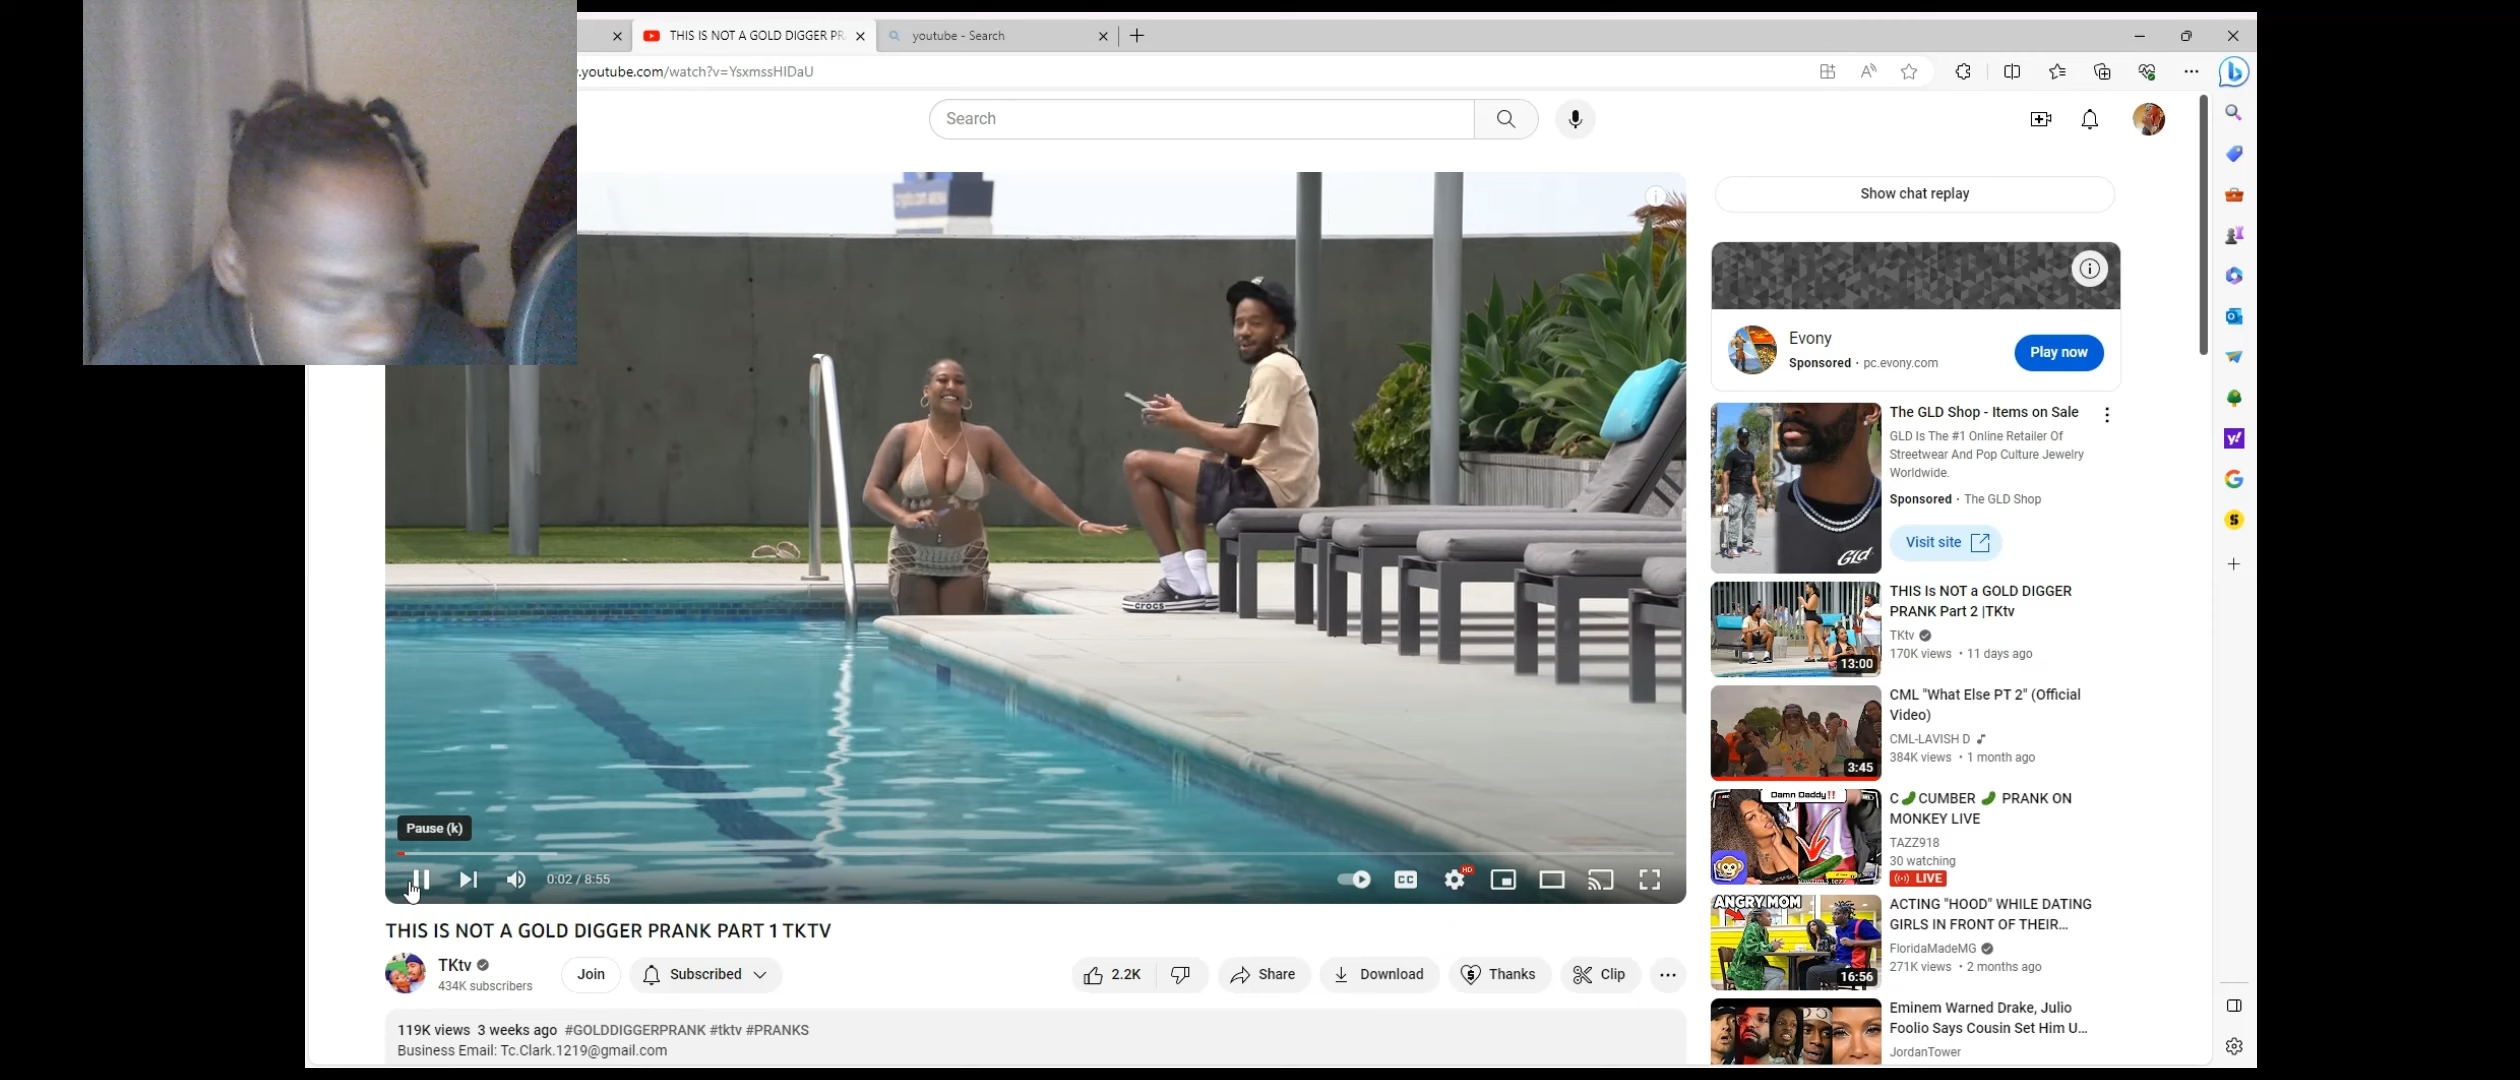 THIS IS NOT A GOLD DIGGER PR
youtube - Search
.youtube.com/watch?v=YsxmssHIDaU
Search
Show chat replay
Evony
Sponsored · pc.evony.com
Play now
The GLD Shop - Items on Sale
GLD Is The #1 Online Retailer Of
Streetwear And Pop Culture Jewelry
Worldwide.
Sponsored · The GLD Shop
Visit site
GLD
THIS Is NOT a GOLD DIGGER
PRANK Part 2 |TKtv
TKtv
170K views • 11 days ago
13:00
CML "What Else PT 2" (Official
Video)
CML-LAVISH D
384K views • 1 month ago
3:45
Damn Daddy!!
C🥒CUMBER 🥒 PRANK ON
MONKEY LIVE
TAZZ918
30 watching
LIVE
ANGRY MOM
ACTING "HOOD" WHILE DATING
GIRLS IN FRONT OF THEIR...
FloridaMadeMG
271K views • 2 months ago
16:56
Eminem Warned Drake, Julio
Foolio Says Cousin Set Him U...
JordanTower
crocs
Pause (k)
0:02 / 8:55
CC
HD
THIS IS NOT A GOLD DIGGER PRANK PART 1 TKTV
TKtv
434K subscribers
Join
Subscribed
2.2K
Share
Download
Thanks
Clip
119K views 3 weeks ago #GOLDDIGGERPRANK #tktv #PRANKS
Business Email: Tc.Clark.1219@gmail.com